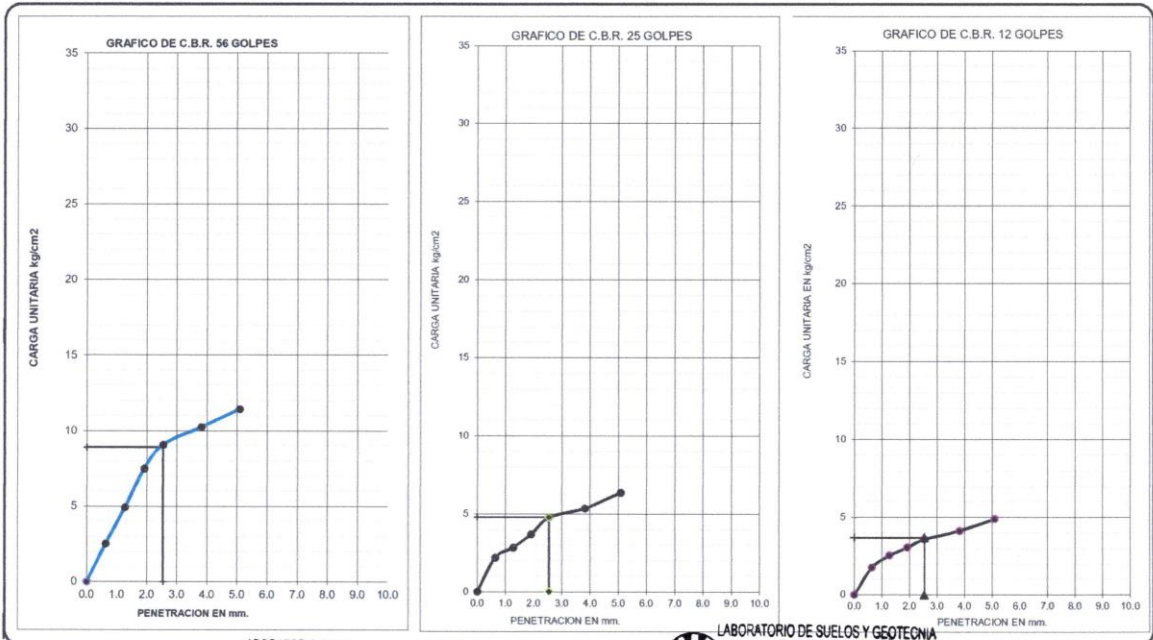 GRAFICO DE C.B.R. 56 GOLPES
CARGA UNITARIA kg/cm2
35
30
25
20
15
10
5
0
0.0 1.0 2.0 3.0 4.0 5.0 6.0 7.0 8.0 9.0 10.0
PENETRACION EN mm.
GRAFICO DE C.B.R. 25 GOLPES
CARGA UNITARIA kg/cm2
35
30
25
20
15
10
5
0
0.0 1.0 2.0 3.0 4.0 5.0 6.0 7.0 8.0 9.0 10.0
PENETRACION EN mm.
GRAFICO DE C.B.R. 12 GOLPES
CARGA UNITARIA EN kg/cm2
35
30
25
20
15
10
5
0
0.0 1.0 2.0 3.0 4.0 5.0 6.0 7.0 8.0 9.0 10.0
PENETRACION EN mm.
LABORATORIO DE SUELOS Y GEOTECNIA